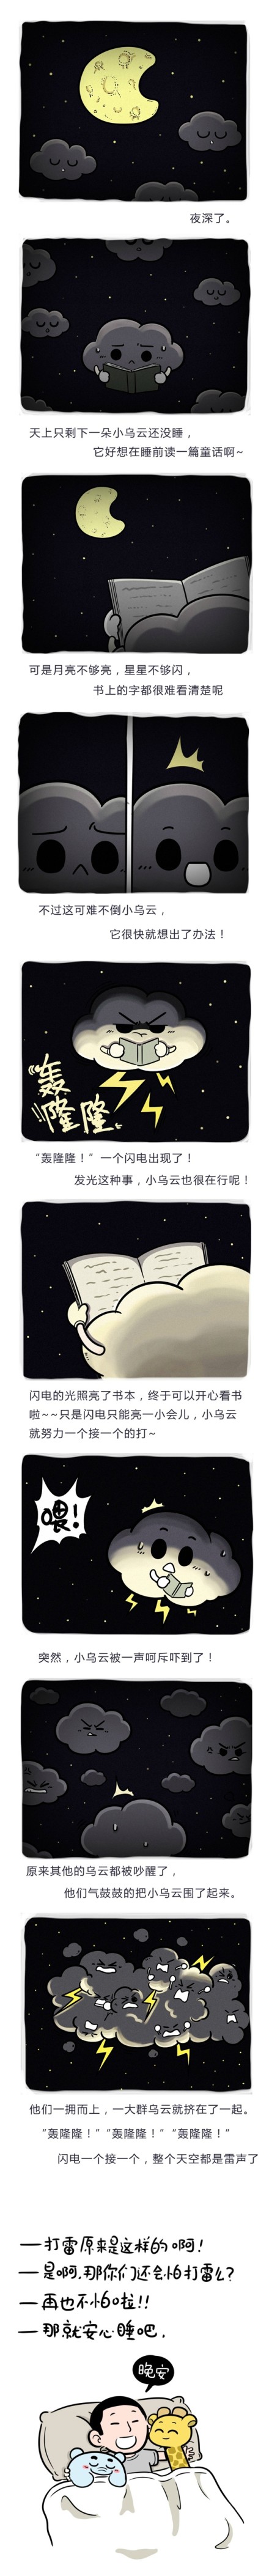 夜深了。
天上只剩下一朵小乌云还没睡，
它好想在睡前读一篇童话啊~
可是月亮不够亮，星星不够闪，
书上的字都很难看清楚呢
不过这可难不倒小乌云，
它很快就想出了办法！
轰
隆隆
“轰隆隆！”一个闪电出现了！
发光这种事，小乌云也很在行呢！
闪电的光照亮了书本，终于可以开心看书
啦~~只是闪电只能亮一小会儿，小乌云
就努力一个接一个的打~
喂！
突然，小乌云被一声呵斥吓到了！
原来其他的乌云都被吵醒了，
他们气鼓鼓的把小乌云围了起来。
他们一拥而上，一大群乌云就挤在了一起。
“轰隆隆！”“轰隆隆！”“轰隆隆！”
闪电一个接一个，整个天空都是雷声了
—打雷原来是这样的啊！
—是啊.那你们还会怕打雷么?
—再也不怕啦!!
—那就安心睡吧.
晚安